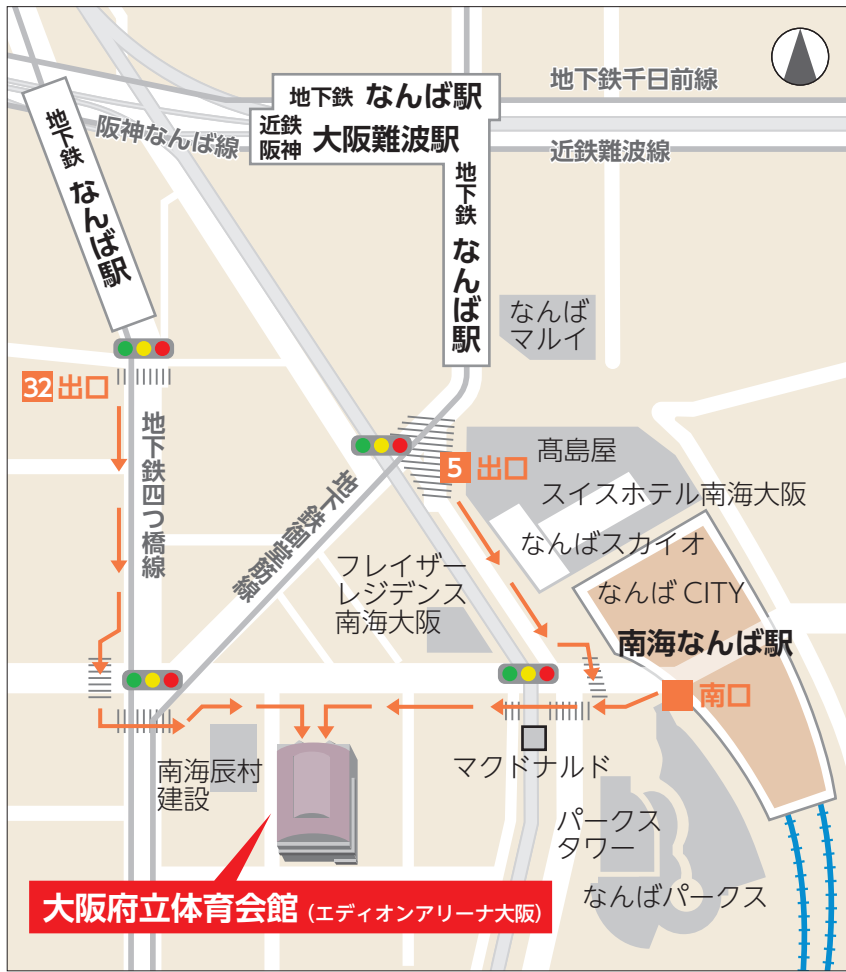 地下鉄千日前線
地下鉄 なんば駅
近鉄
阪神 大阪難波駅
阪神なんば線
近鉄難波線
地下鉄 なんば駅
地下鉄 なんば駅
なんば
マルイ
32 出口
地下鉄四つ橋線
地下鉄御堂筋線
5 出口
髙島屋
スイスホテル南海大阪
なんばスカイオ
なんば CITY
フレイザー
レジデンス
南海大阪
南海なんば駅
南口
マクドナルド
南海辰村
建設
パークス
タワー
なんばパークス
大阪府立体育会館（エディオンアリーナ大阪）